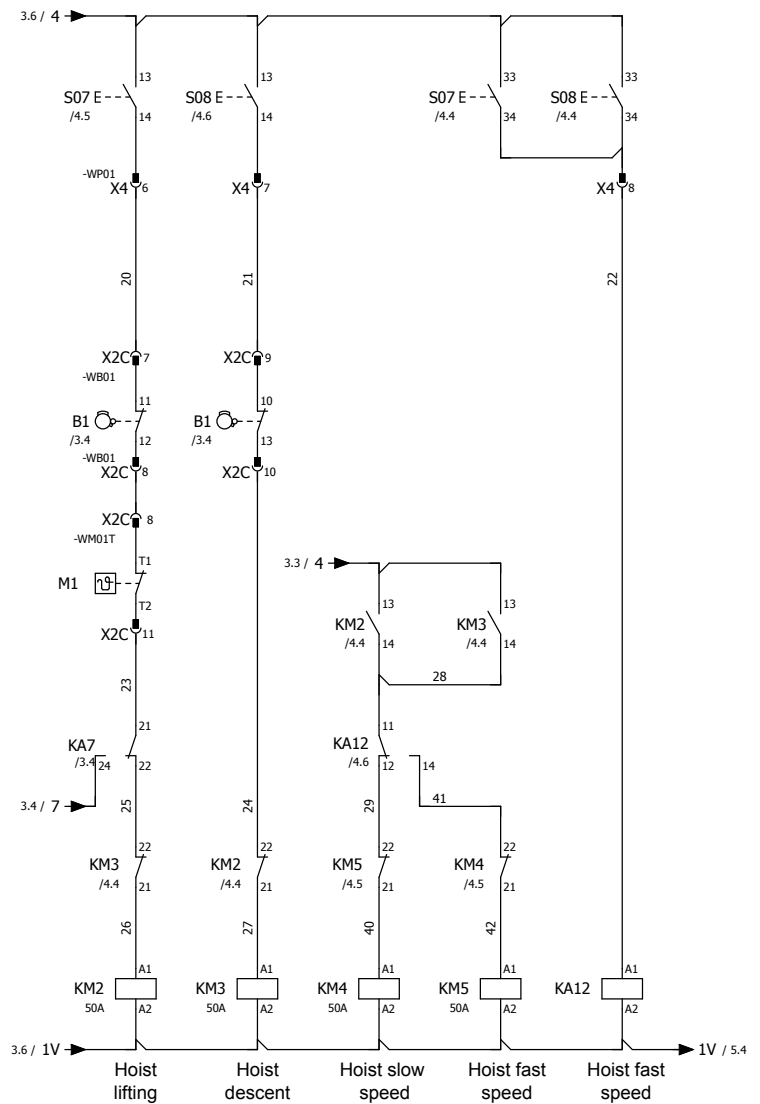 3.6 / 4
13 13 33 33
S07 E S08 E S07 E S08 E
/4.5 14 /4.6 14 /4.4 34 /4.4 34
-WP01
X4 6 X4 7 X4 8
20 21 22
X2C 7 X2C 9
-WB01
11 10
B1 B1
/3.4 12 /3.4 13
-WB01
X2C 8 X2C 10
X2C 8
-WM01T
T1 3.3 / 4
M1 ϑ
T2 13 13
KM2 KM3
X2C 11 /4.4 14 /4.4 14
23 28
21 11
KA7 KA12
/3.4 24 22 /4.6 12 14
3.4 / 7 25 24 29 41
22 22 22 22
KM3 KM2 KM5 KM4
/4.4 21 /4.4 21 /4.5 21 /4.5 21
26 27 40 42
A1 A1 A1 A1 A1
KM2 KM3 KM4 KM5 KA12
50A A2 50A A2 50A A2 50A A2 A2
3.6 / 1V 1V / 5.4
Hoist Hoist Hoist slow Hoist fast Hoist fast
lifting descent speed speed speed